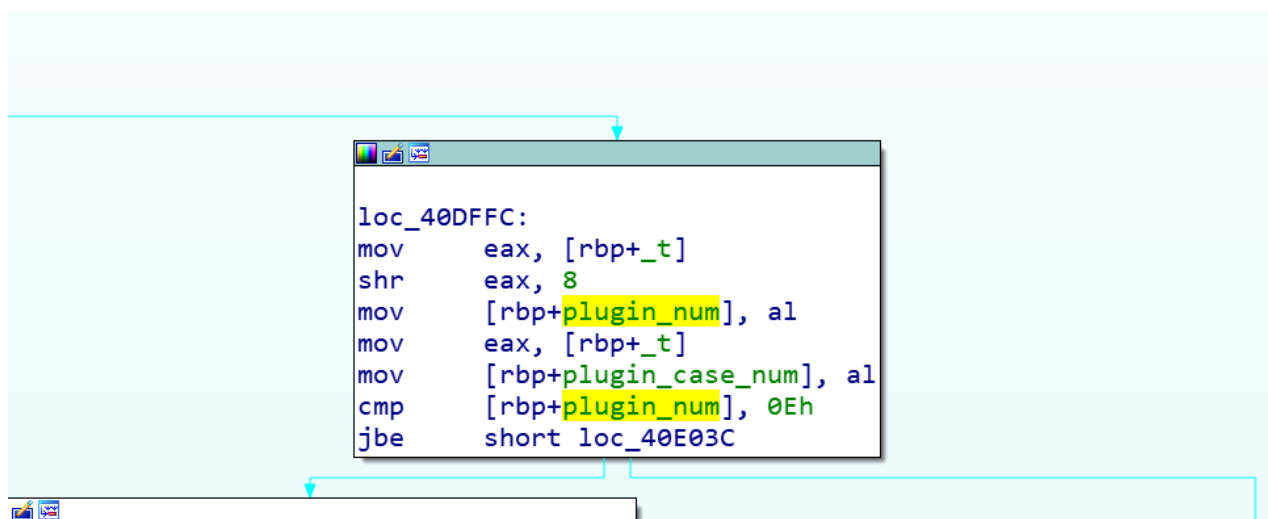 loc_40DFFC:
mov eax, [rbp+_t]
shr eax, 8
mov [rbp+plugin_num], al
mov eax, [rbp+_t]
mov [rbp+plugin_case_num], al
cmp [rbp+plugin_num], 0Eh
jbe short loc_40E03C